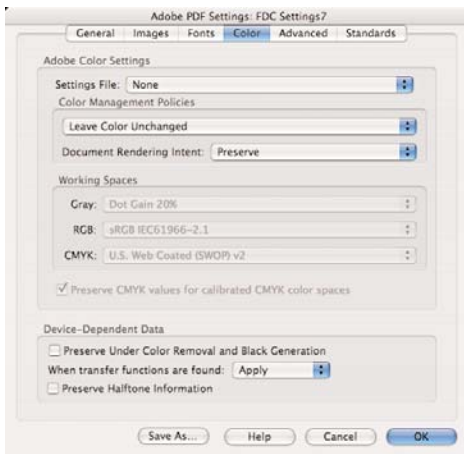 Adobe PDF Settings: FDC Settings7
General Images Fonts Color Advanced Standards
Adobe Color Settings
Settings File: None
Color Management Policies
Leave Color Unchanged
Document Rendering Intent: Preserve
Working Spaces
Gray: Dot Gain 20%
RGB: sRGB IEC61966-2.1
CMYK: U.S. Web Coated (SWOP) v2
Preserve CMYK values for calibrated CMYK color spaces
Device-Dependent Data
Preserve Under Color Removal and Black Generation
When transfer functions are found: Apply
Preserve Halftone Information
Save As... Help Cancel OK